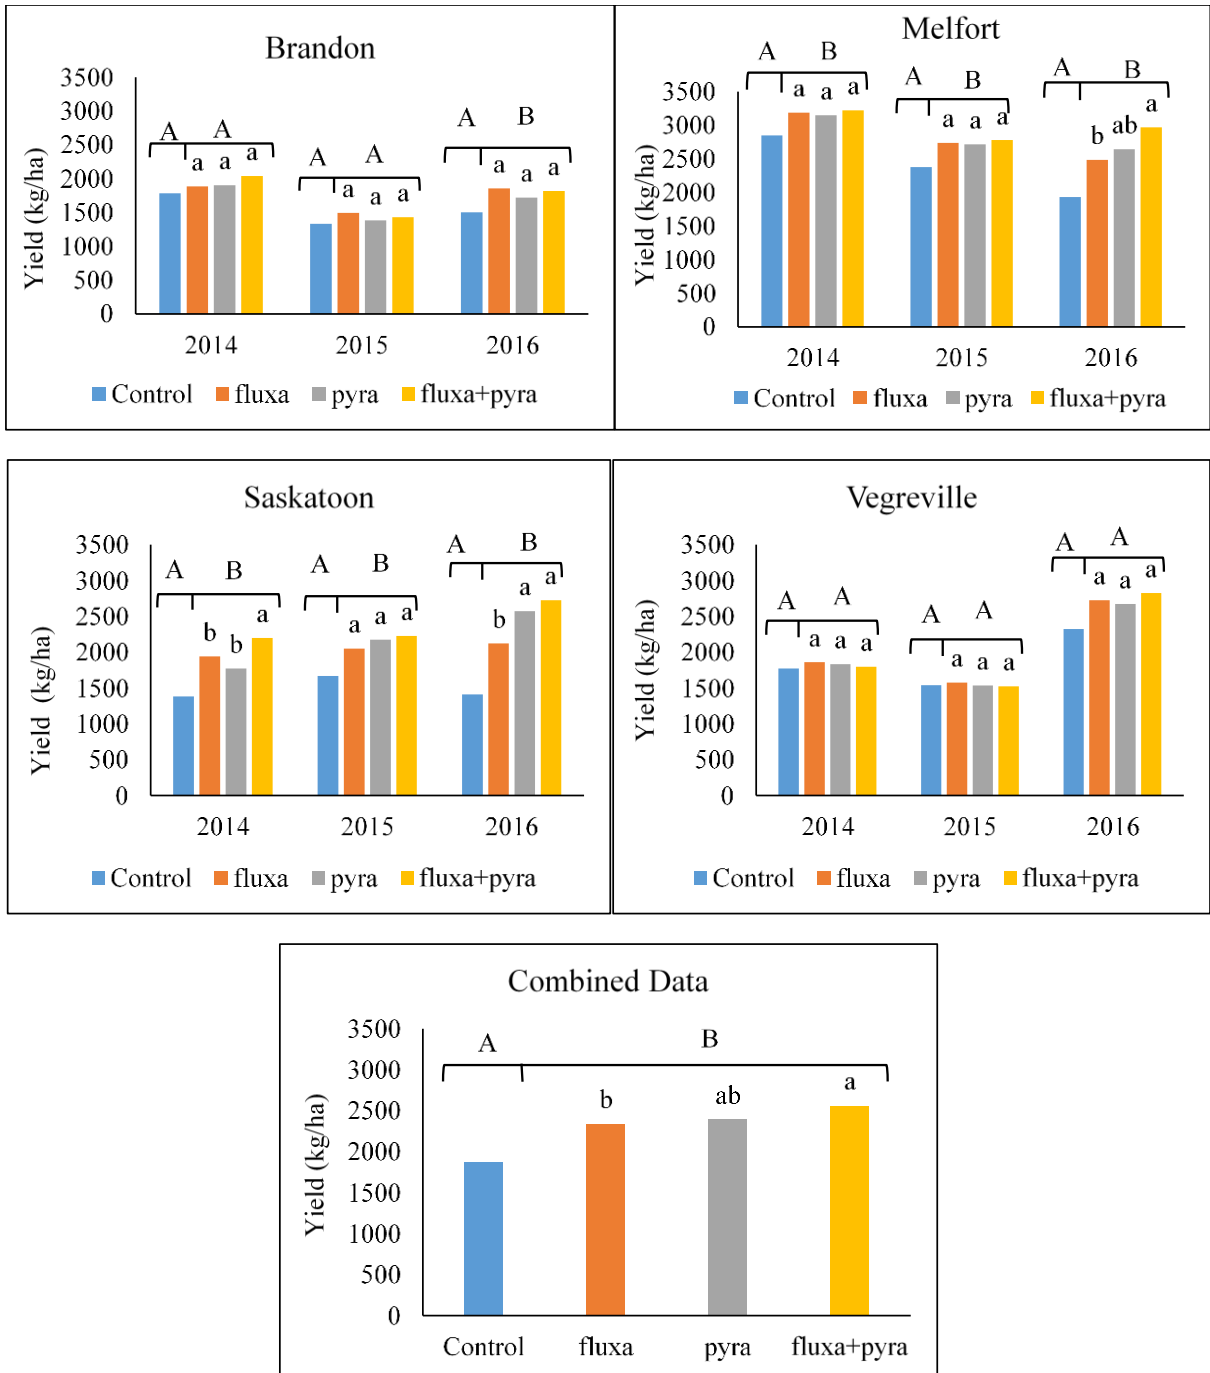 Brandon
3500
3000
2500
2000
1500
1000
500
0
Yield (kg/ha)
A A
a a a
A A
a a a
A B
a a a
2014 2015 2016
Control fluxa pyra fluxa+pyra
Melfort
3500
3000
2500
2000
1500
1000
500
0
Yield (kg/ha)
A B
a a a
A B
a a a
A B
b ab a
2014 2015 2016
Control fluxa pyra fluxa+pyra
Saskatoon
3500
3000
2500
2000
1500
1000
500
0
Yield (kg/ha)
A B
b b a
A B
a a a
A B
b a a
2014 2015 2016
Control fluxa pyra fluxa+pyra
Vegreville
3500
3000
2500
2000
1500
1000
500
0
Yield (kg/ha)
A A
a a a
A A
a a a
A A
a a a
2014 2015 2016
Control fluxa pyra fluxa+pyra
Combined Data
3500
3000
2500
2000
1500
1000
500
0
Yield (kg/ha)
A B
b ab a
Control fluxa pyra fluxa+pyra